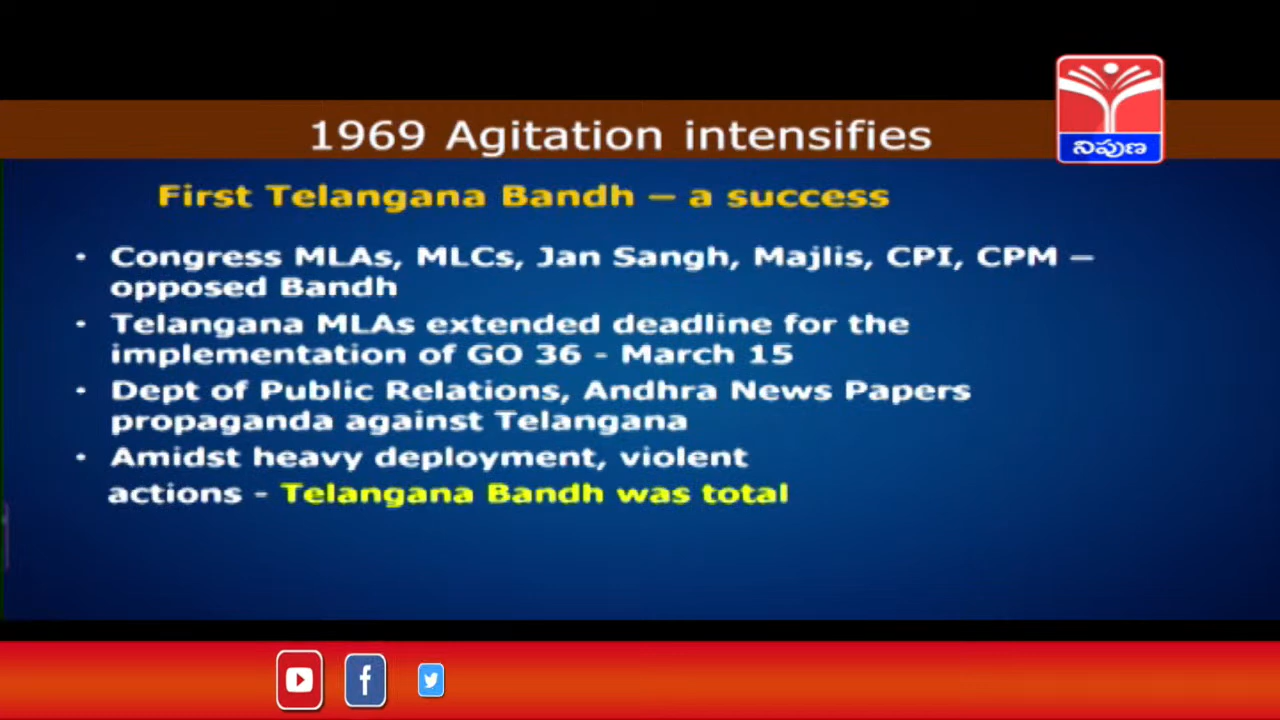 1969 Agitation intensifies
నిపుణ
First Telangana Bandh – a success
• Congress MLAs, MLCs, Jan Sangh, Majlis, CPI, CPM –
opposed Bandh
• Telangana MLAs extended deadline for the
implementation of GO 36 - March 15
• Dept of Public Relations, Andhra News Papers
propaganda against Telangana
• Amidst heavy deployment, violent
actions - Telangana Bandh was total